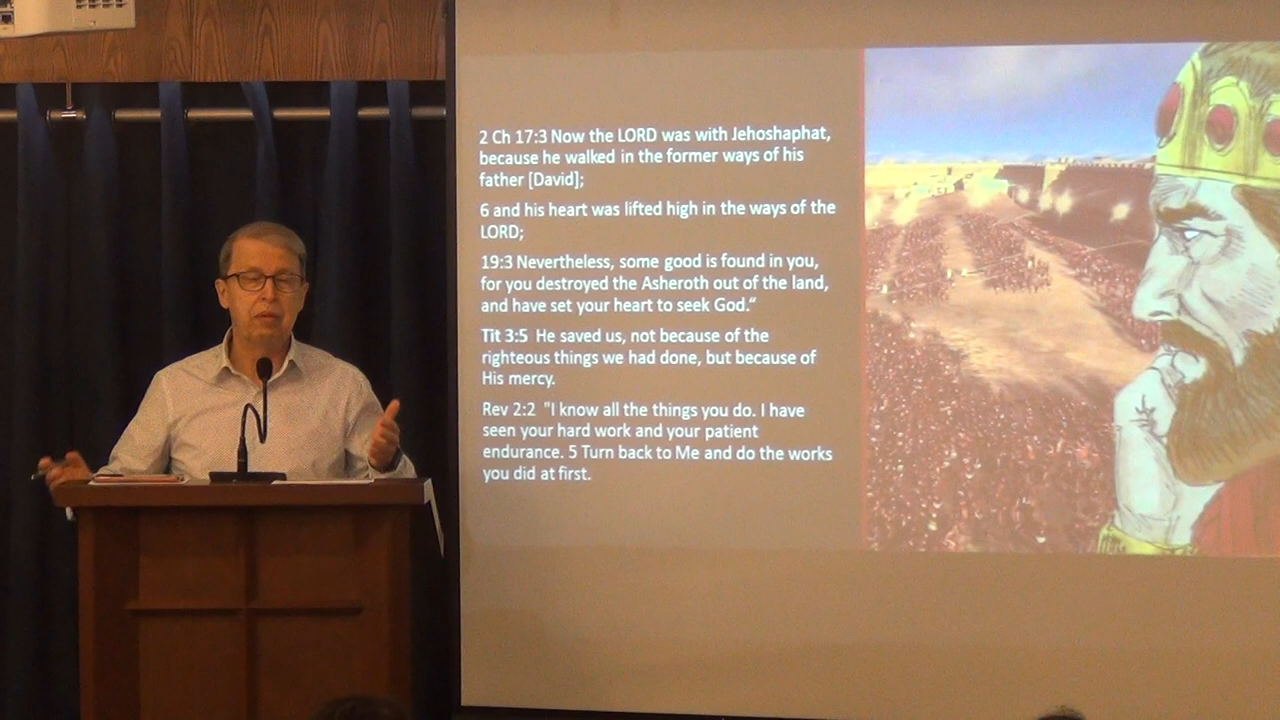 2 Ch 17:3 Now the LORD was with Jehoshaphat,
because he walked in the former ways of his
father [David];
6 and his heart was lifted high in the ways of the
LORD;
19:3 Nevertheless, some good is found in you,
for you destroyed the Asheroth out of the land,
and have set your heart to seek God.“
Tit 3:5 He saved us, not because of the
righteous things we had done, but because of
His mercy.
Rev 2:2 "I know all the things you do. I have
seen your hard work and your patient
endurance. 5 Turn back to Me and do the works
you did at first.